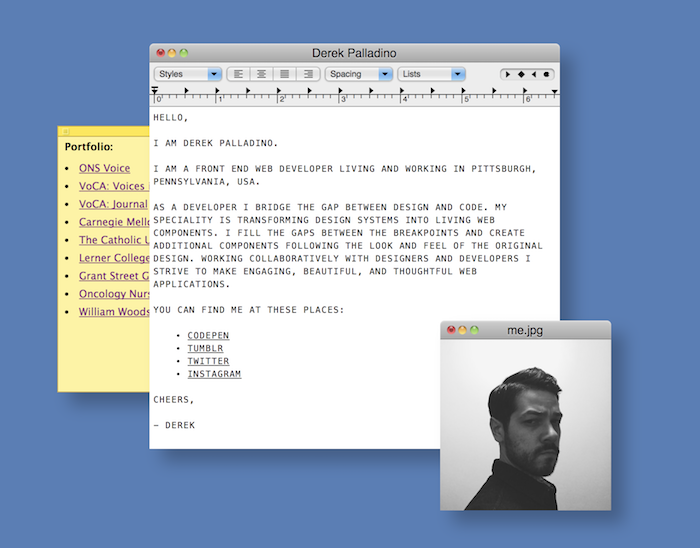 Derek Palladino
Styles
Spacing
Lists
0 1 2 3 4 5 6
Portfolio:
• ONS Voice
• VoCA: Voices
• VoCA: Journal
• Carnegie
• The Catholic
• Lerner College
• Grant Street
• Oncology
• William
HELLO,
I AM DEREK PALLADINO.
I AM A FRONT END WEB DEVELOPER LIVING AND WORKING IN PITTSBURGH,
PENNSYLVANIA, USA.
AS A DEVELOPER I BRIDGE THE GAP BETWEEN DESIGN AND CODE. MY
SPECIALITY IS TRANSFORMING DESIGN SYSTEMS INTO LIVING WEB
COMPONENTS. I FILL THE GAPS BETWEEN THE BREAKPOINTS AND CREATE
ADDITIONAL COMPONENTS FOLLOWING THE LOOK AND FEEL OF THE ORIGINAL
DESIGN. WORKING COLLABORATIVELY WITH DESIGNERS AND DEVELOPERS I
STRIVE TO MAKE ENGAGING, BEAUTIFUL, AND THOUGHTFUL WEB
APPLICATIONS.
YOU CAN FIND ME AT THESE PLACES:
• CODEPEN
• TUMBLR
• TWITTER
• INSTAGRAM
CHEERS,
~ DEREK
me.jpg